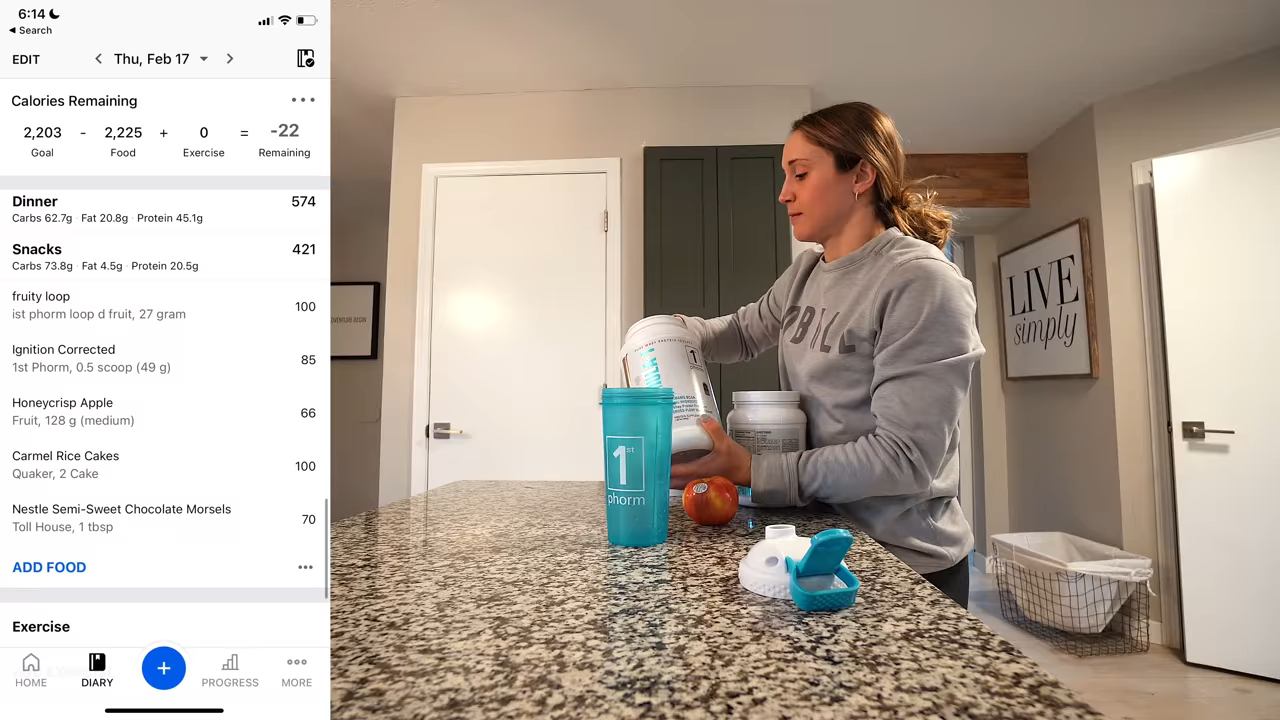 6:14
Search
EDIT
Thu, Feb 17
Calories Remaining
2,203 - 2,225 + 0 = -22
Goal Food Exercise Remaining
Dinner 574
Carbs 62.7g · Fat 20.8g · Protein 45.1g
Snacks 421
Carbs 73.8g · Fat 4.5g · Protein 20.5g
fruity loop
ist phorm loop d fruit, 27 gram
100
Ignition Corrected
1st Phorm, 0.5 scoop (49 g)
85
Honeycrisp Apple
Fruit, 128 g (medium)
66
Carmel Rice Cakes
Quaker, 2 Cake
100
Nestle Semi-Sweet Chocolate Morsels
Toll House, 1 tbsp
70
ADD FOOD
Exercise
HOME DIARY PROGRESS MORE
1st
phorm
LIVE
simply